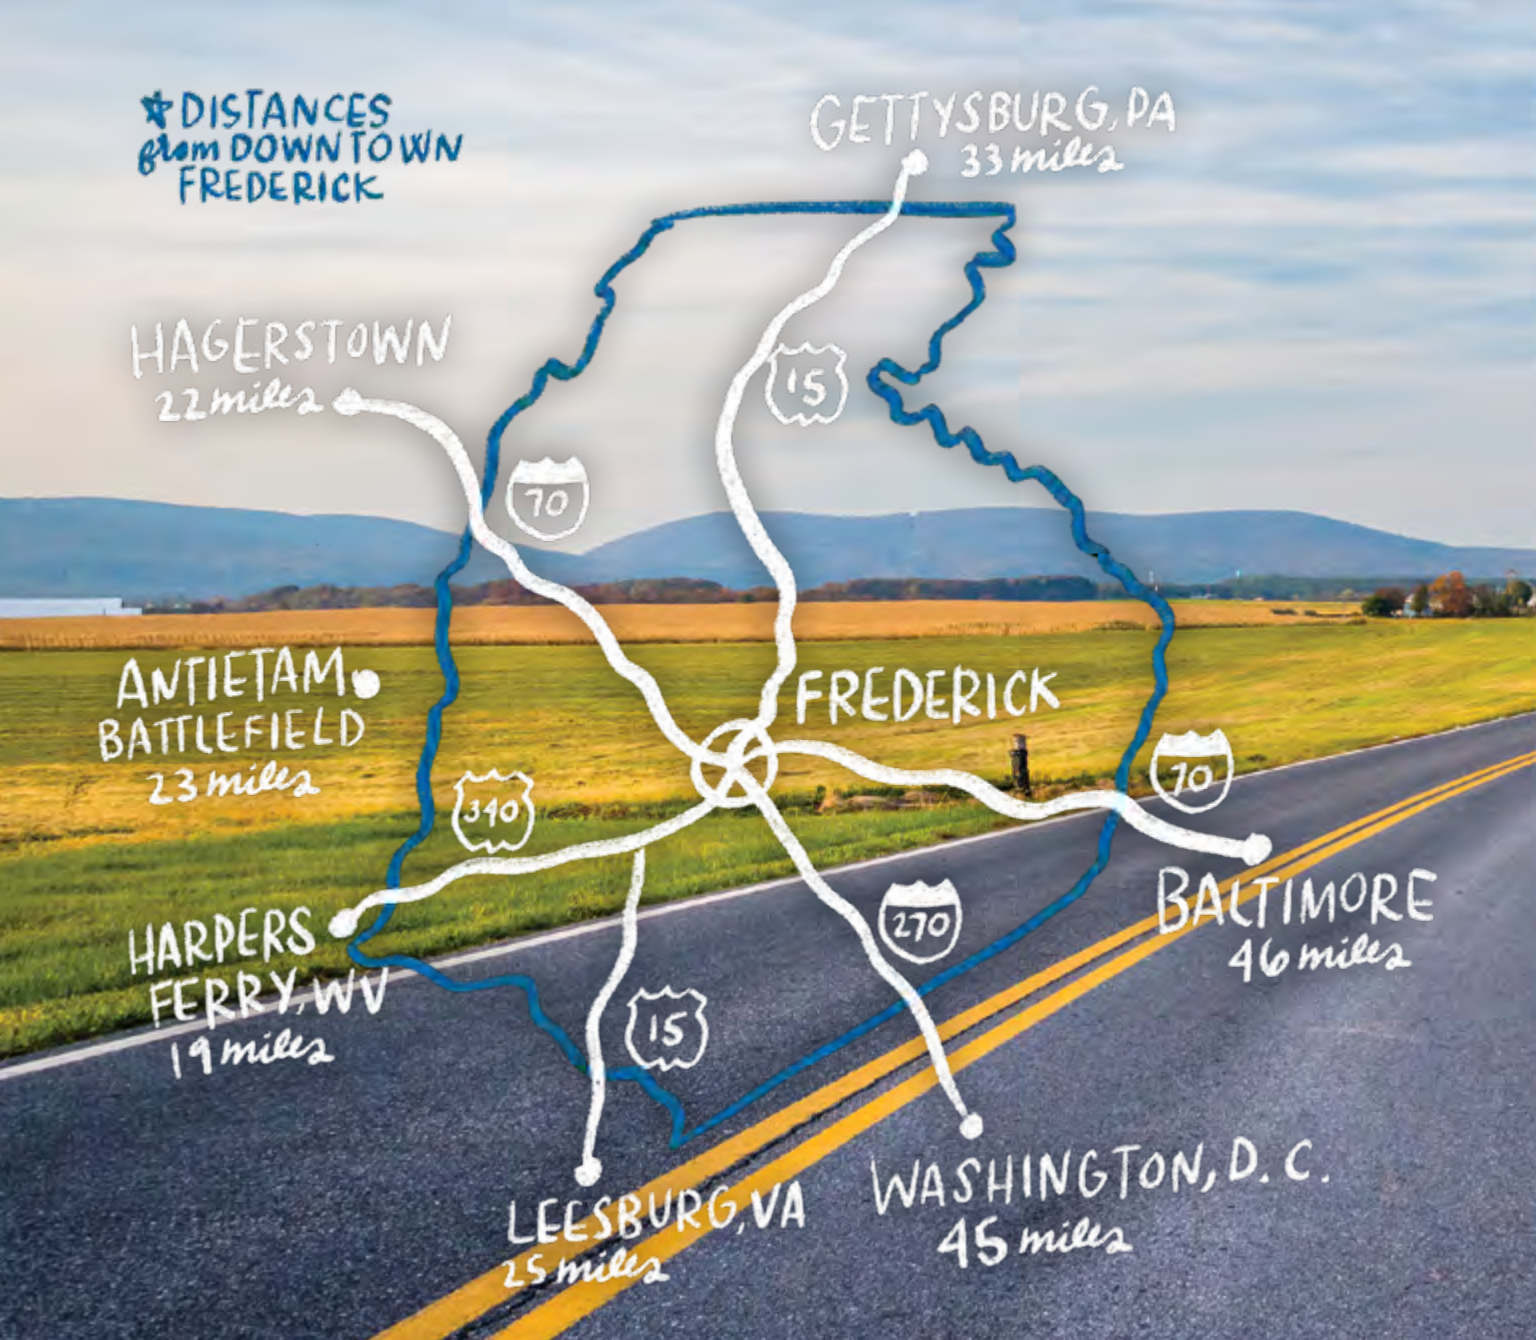 *DISTANCES
from DOWNTOWN
FREDERICK
GETTYSBURG, PA
33 miles
HAGERSTOWN
22 miles
15
70
ANTIETAM
BATTLEFIELD
23 miles
FREDERICK
70
340
BALTIMORE
46 miles
270
HARPERS
FERRY, WV
19 miles
15
LEESBURG, VA
25 miles
WASHINGTON, D.C.
45 miles